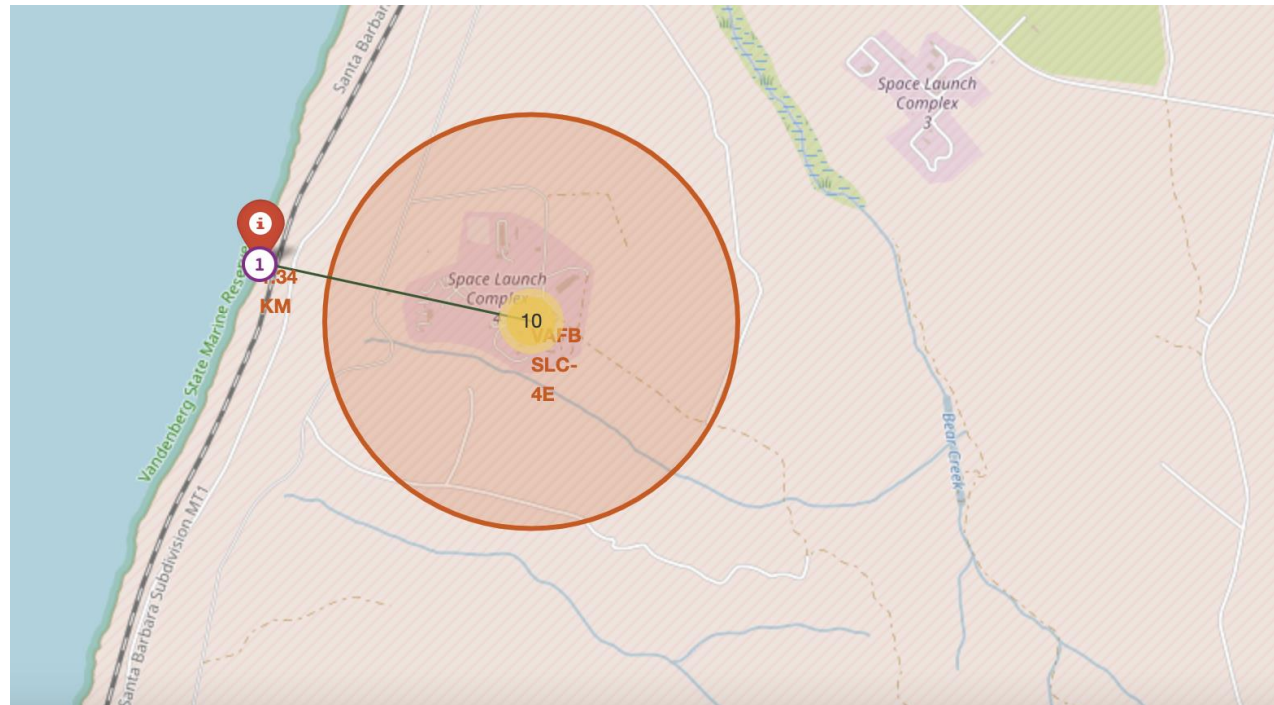 Santa Barbar
Space Launch
Complex
3
i
1
.34
KM
Vandenberg State Marine Reserve
Space Launch
Complex
10
VAFB
SLC-
4E
Bear Creek
Santa Barbara Subdivision MT1